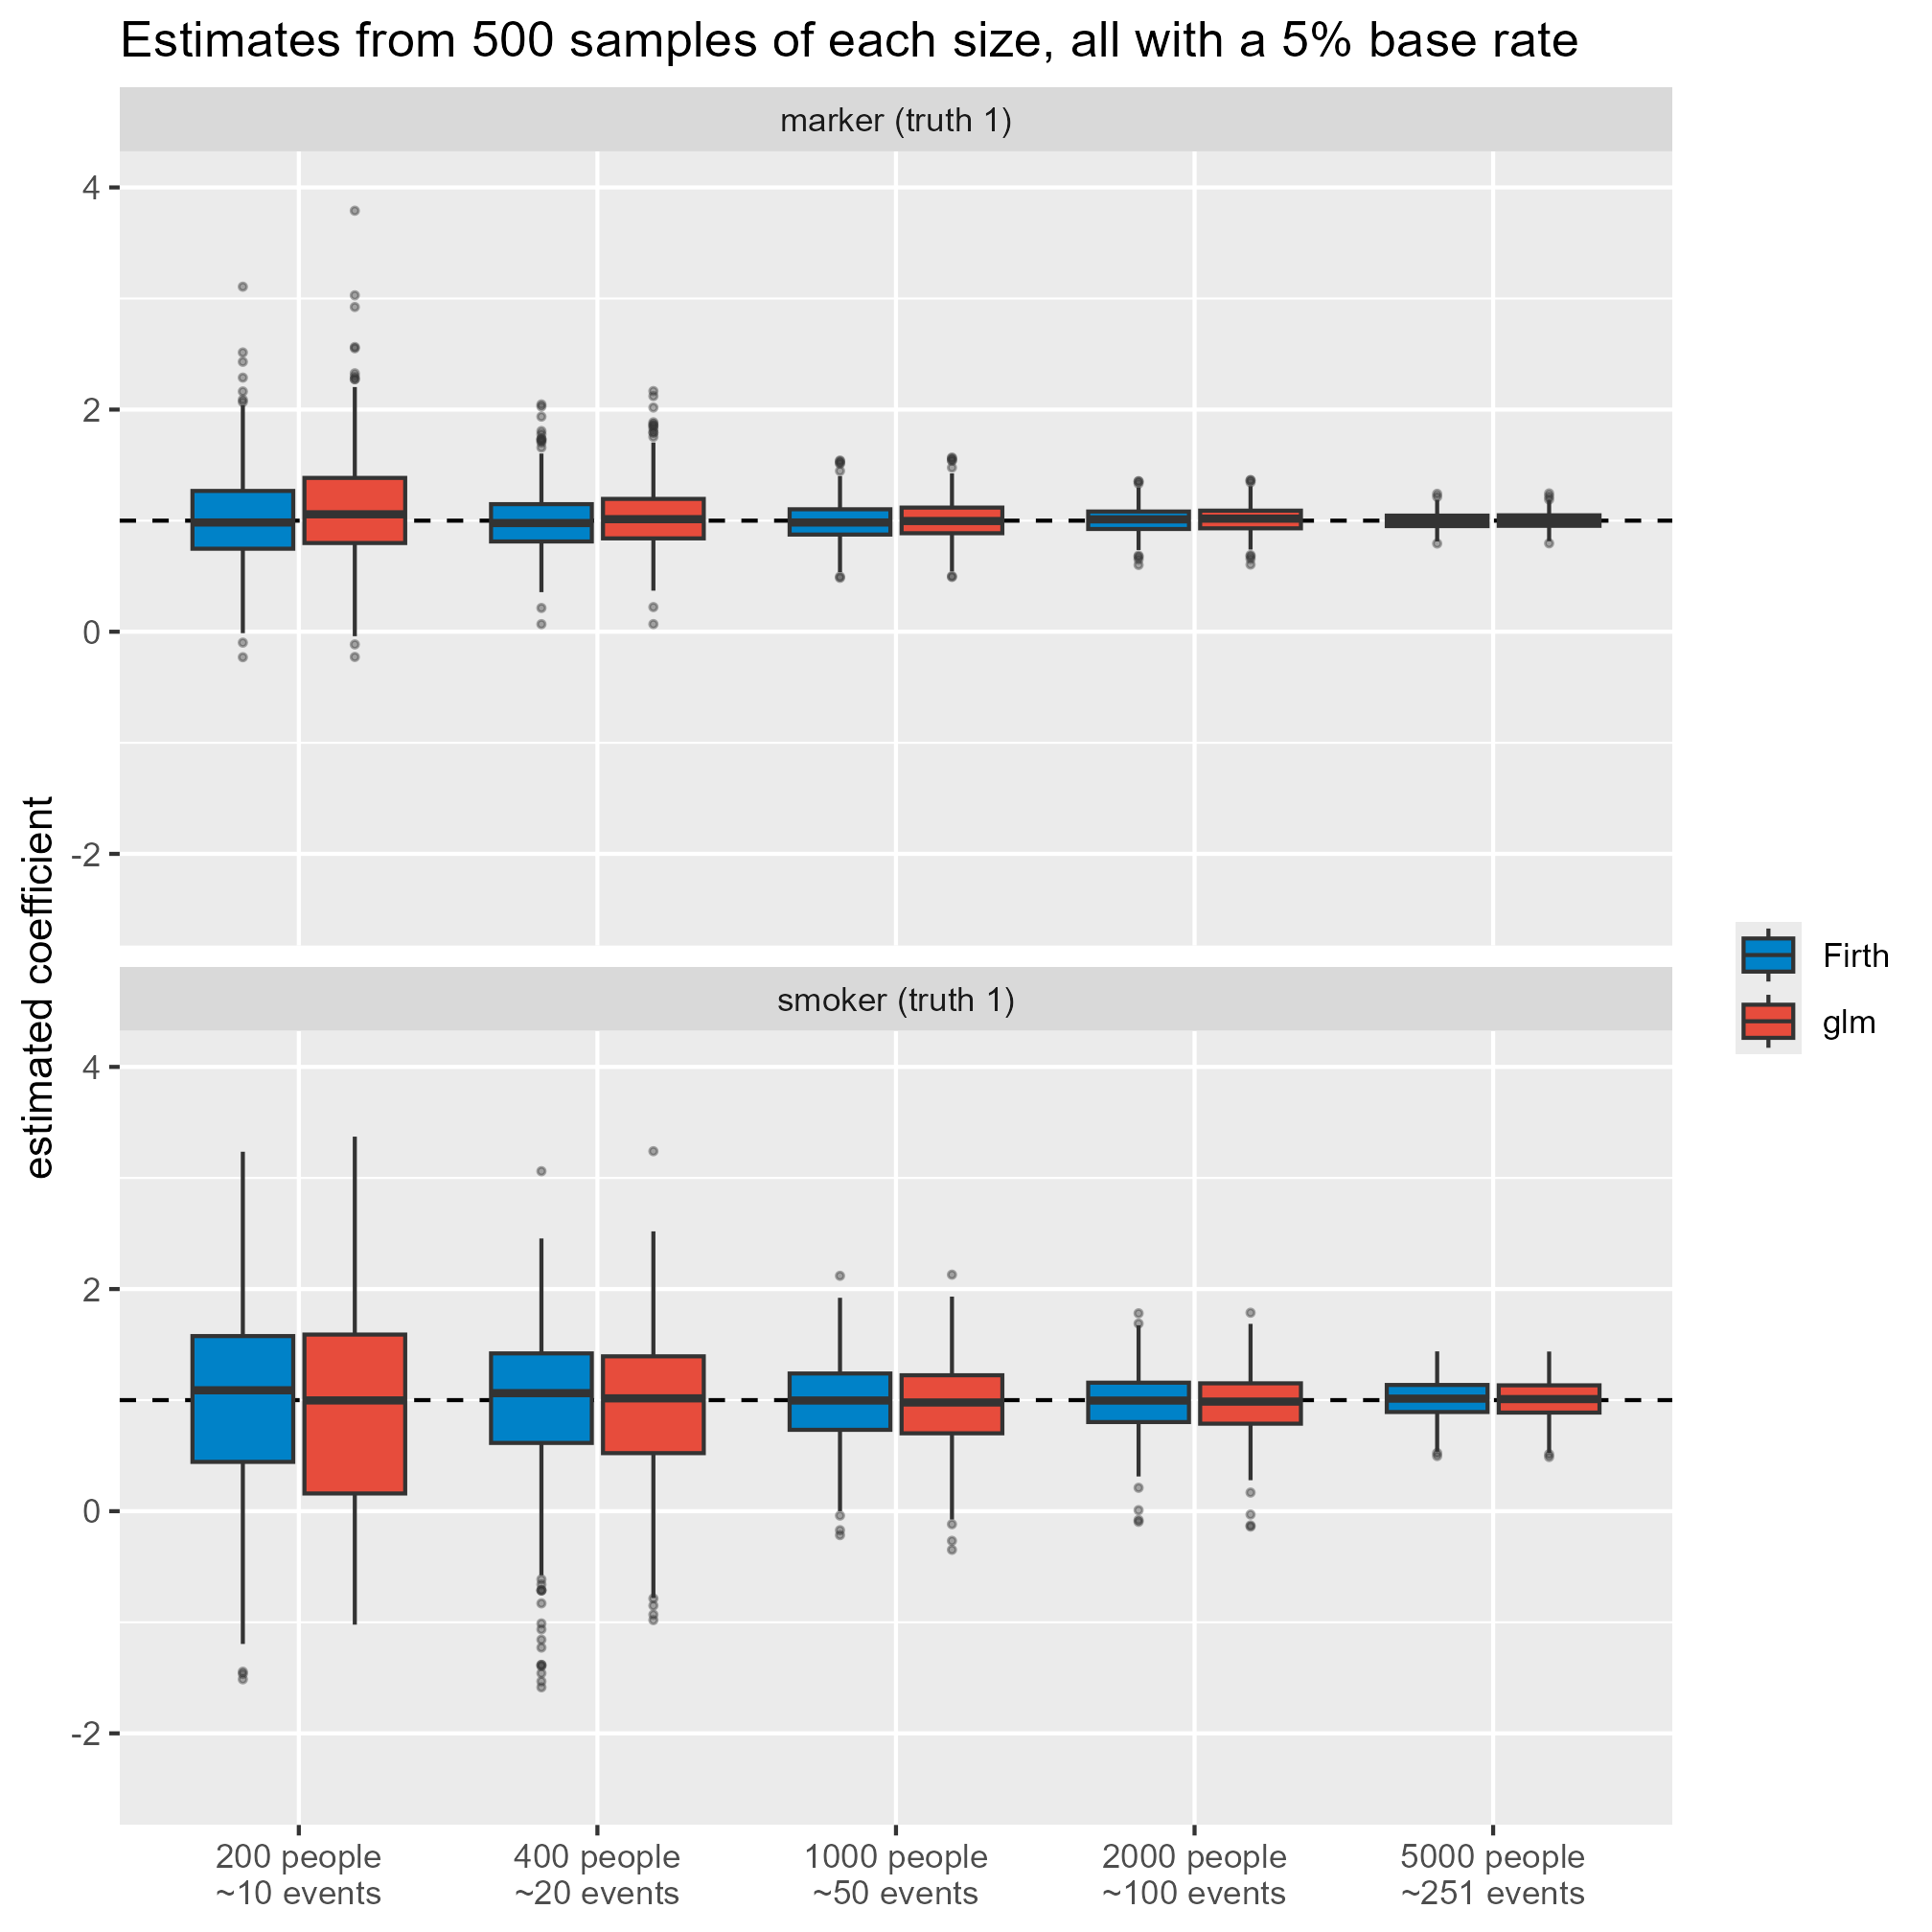 Estimates from 500 samples of each size, all with a 5% base rate
marker (truth 1)
4
2
0
-2
estimated coefficient
smoker (truth 1)
4
2
0
-2
200 people
~10 events
400 people
~20 events
1000 people
~50 events
2000 people
~100 events
5000 people
~251 events
Firth
glm